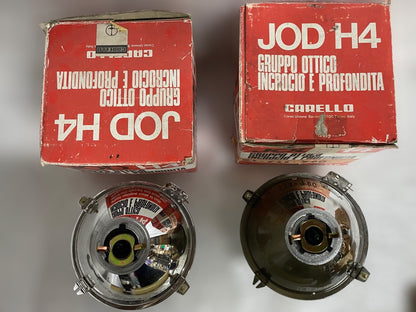 JOD H4
GRUPPO OTTICO
INCROCIO E PROFONDITA
CARELLO
JOD H4
GRUPPO OTTICO
INCROCIO E PROFONDITA
CARELLO